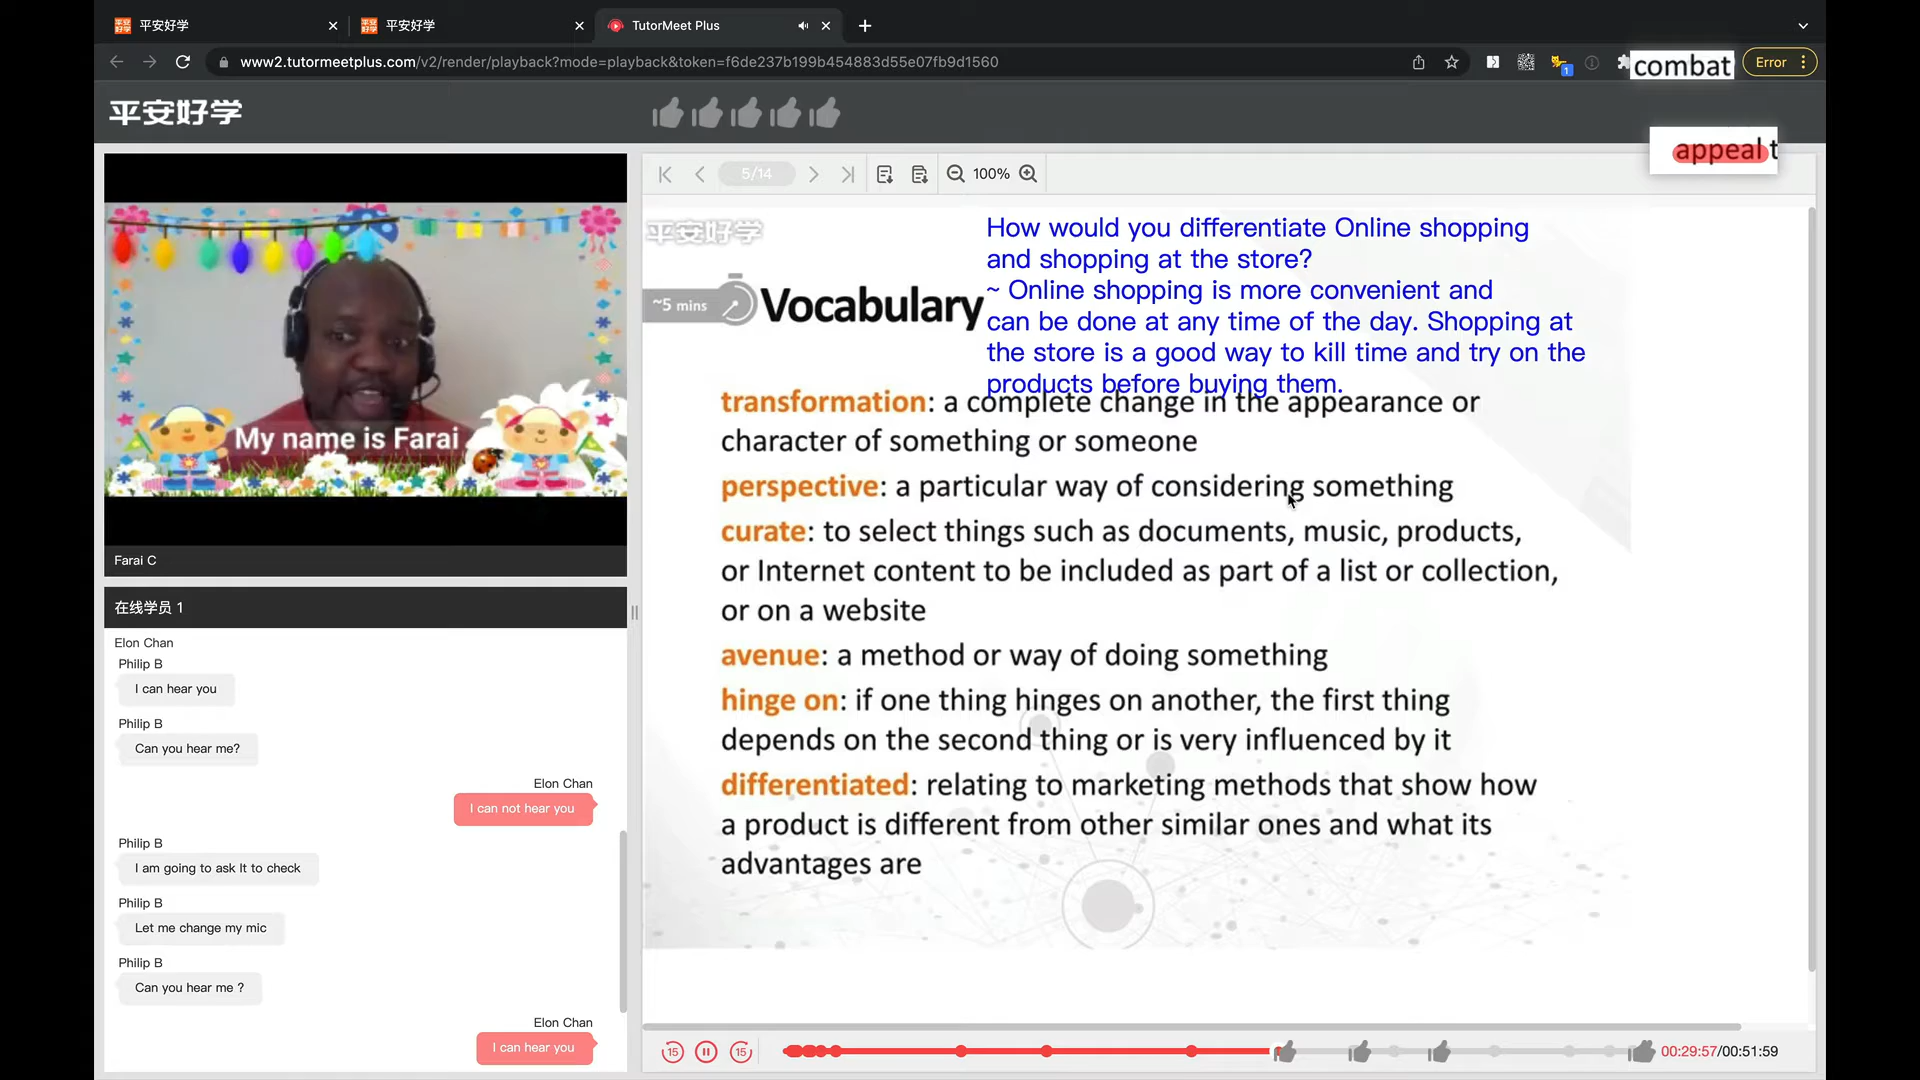 平安好学
平安好学
TutorMeet Plus
www2.tutormeetplus.com/v2/render/playback?mode=playback&token=f6de237b199b454883d55e07fb9d1560
1
combat
Error
平安好学
appeal t
5/14
100%
My name is Farai
Farai C
在线学员 1
Elon Chan
Philip B
I can hear you
Philip B
Can you hear me?
Elon Chan
I can not hear you
Philip B
I am going to ask It to check
Philip B
Let me change my mic
Philip B
Can you hear me ?
Elon Chan
I can hear you
平安好学
How would you differentiate Online shopping
and shopping at the store?
~ Online shopping is more convenient and
can be done at any time of the day. Shopping at
the store is a good way to kill time and try on the
products before buying them.
~5 mins
Vocabulary
transformation: a complete change in the appearance or
character of something or someone
perspective: a particular way of considering something
curate: to select things such as documents, music, products,
or Internet content to be included as part of a list or collection,
or on a website
avenue: a method or way of doing something
hinge on: if one thing hinges on another, the first thing
depends on the second thing or is very influenced by it
differentiated: relating to marketing methods that show how
a product is different from other similar ones and what its
advantages are
15
15
00:29:57/00:51:59